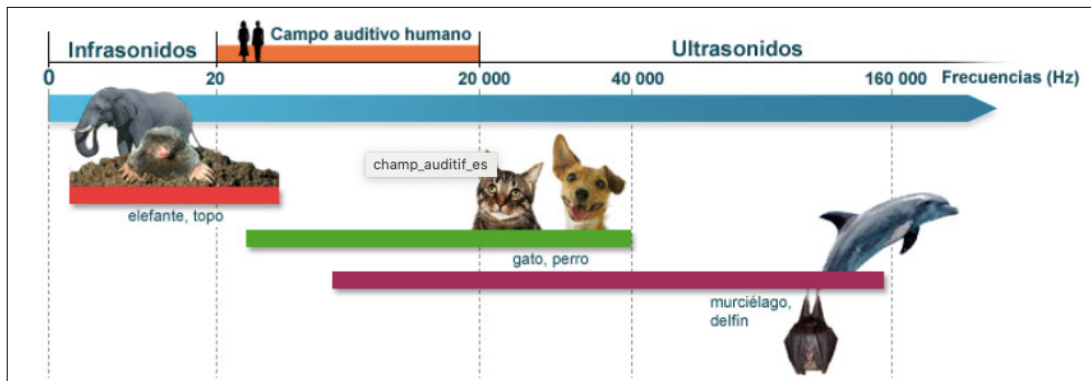 Infrasonidos
Campo auditivo humano
Ultrasonidos
0
20
20 000
40 000
160 000
Frecuencias (Hz)
champ_auditif_es
elefante, topo
gato, perro
murciélago,
delfín